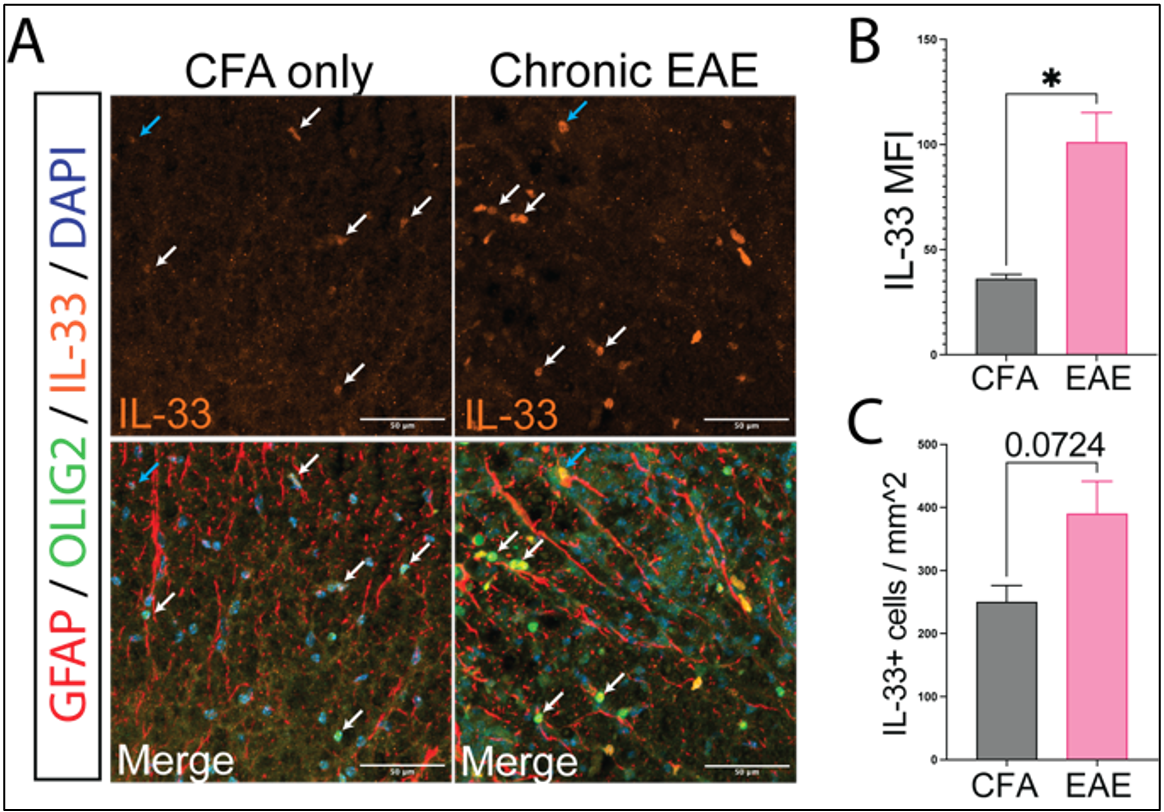 A
CFA only
Chronic EAE
GFAP / OLIG2 / IL-33 / DAPI
IL-33
50 µm
IL-33
50 µm
Merge
50 µm
Merge
50 µm
B
IL-33 MFI
150
100
50
0
*
CFA
EAE
C
IL-33+ cells / mm^2
500
400
300
200
100
0
0.0724
CFA
EAE